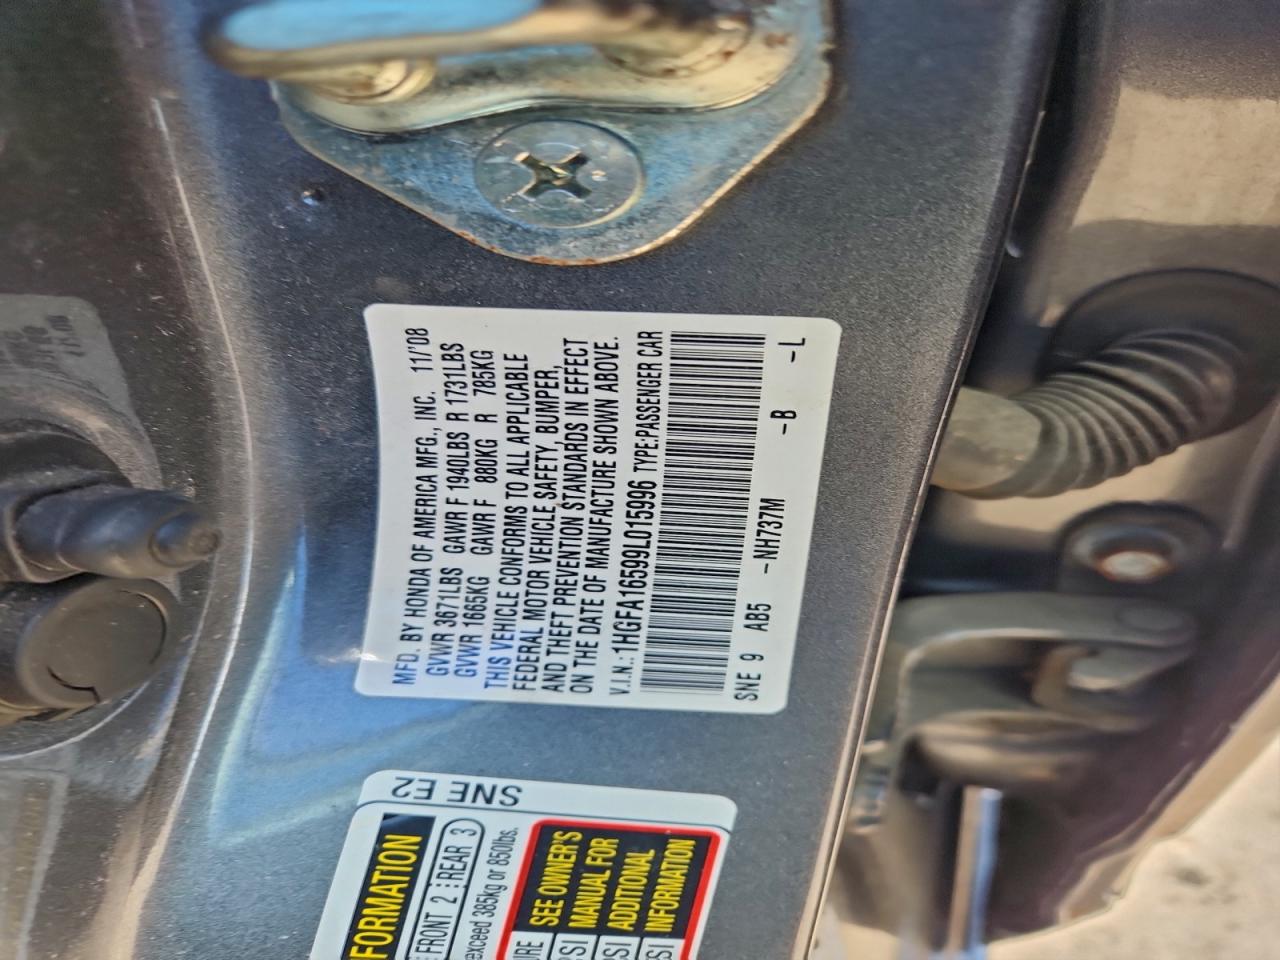 MFD. BY HONDA OF AMERICA MFG., INC. 11/'08
GVWR 3671LBS GAWR F 1940LBS R 1731LBS
GVWR 1665KG GAWR F 880KG R 785KG
THIS VEHICLE CONFORMS TO ALL APPLICABLE
FEDERAL MOTOR VEHICLE SAFETY, BUMPER,
AND THEFT PREVENTION STANDARDS IN EFFECT
ON THE DATE OF MANUFACTURE SHOWN ABOVE.
V.I.N.: 1HGFA16599L015996 TYPE:PASSENGER CAR
SNE 9 AB5 -NH737M -B -L
SNE E2
FORMATION
FRONT 2 REAR 3
exceed 385kg or 850lbs.
SEE OWNER'S
MANUAL FOR
ADDITIONAL
INFORMATION